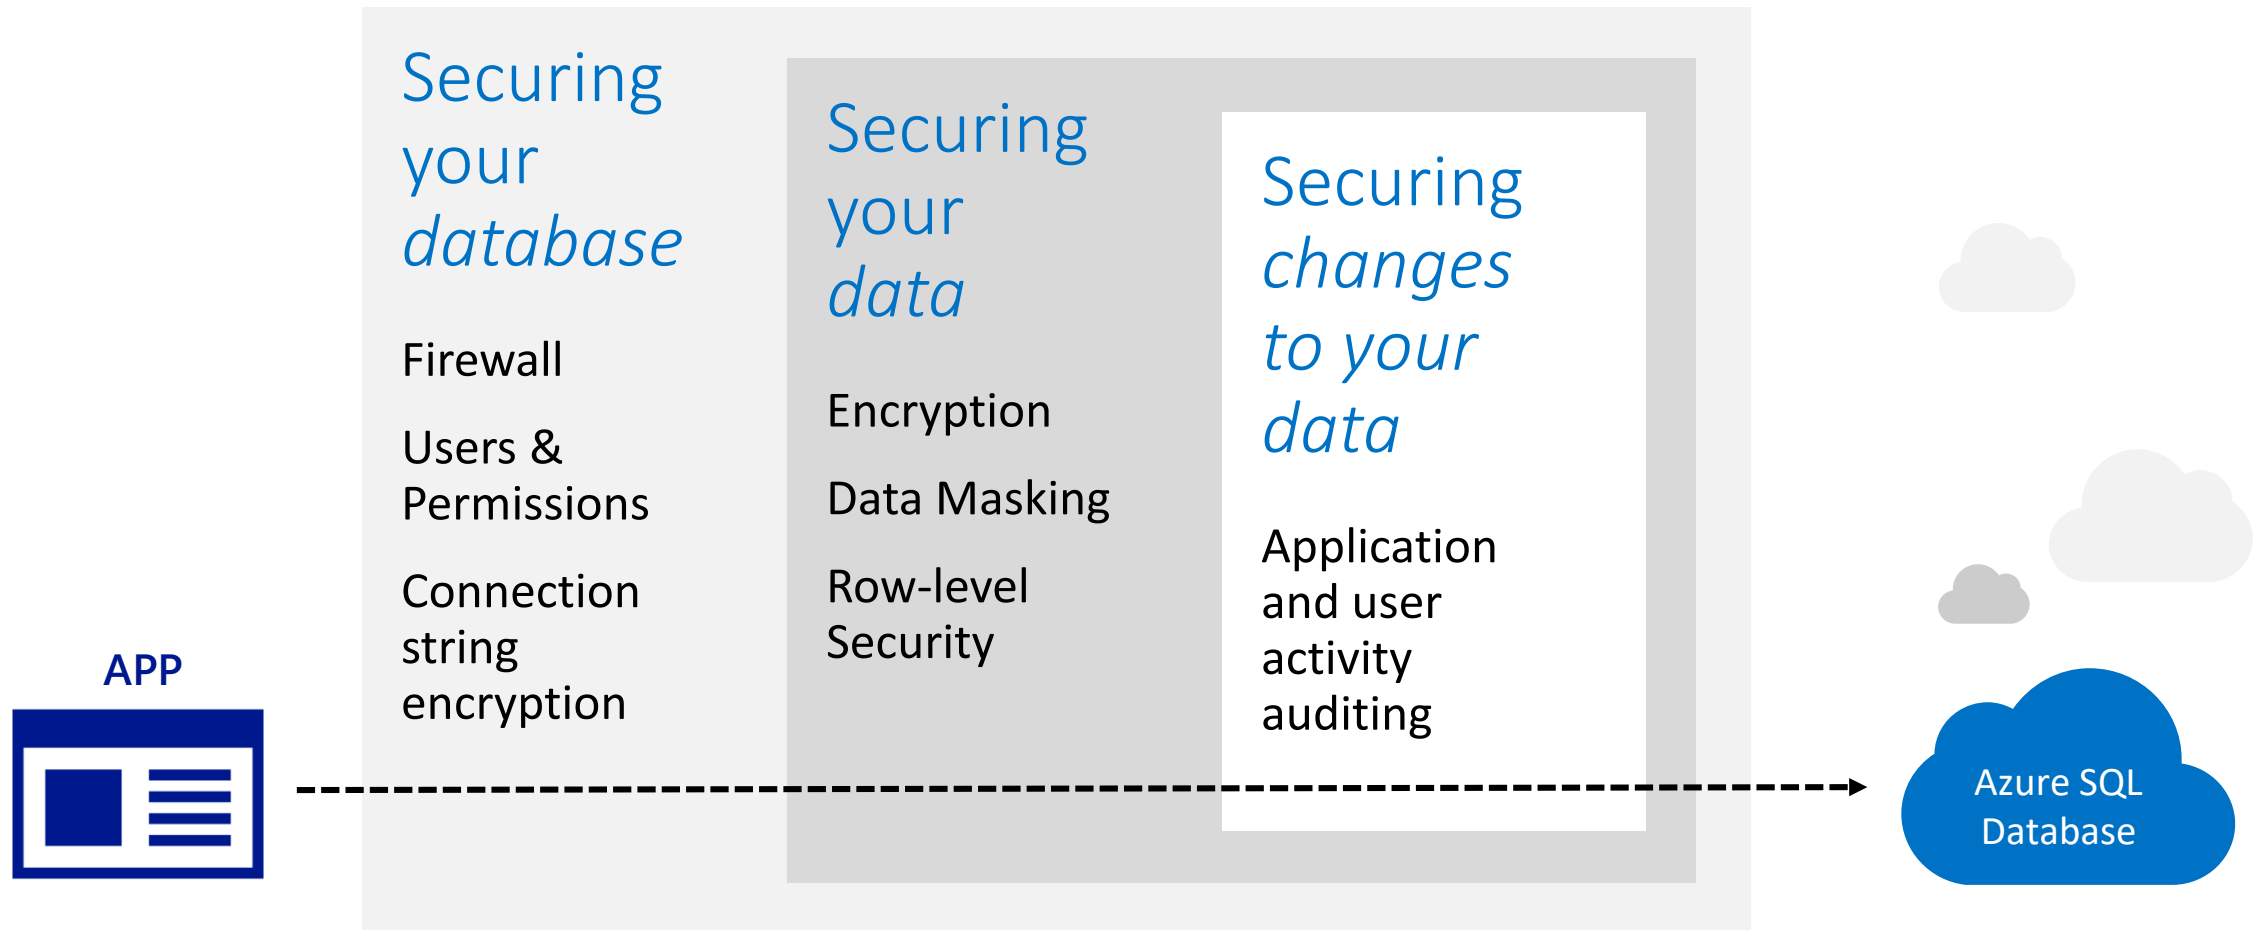 Securing
your
database
Firewall
Users &
Permissions
Connection
string
encryption
Securing
your
data
Encryption
Data Masking
Row-level
Security
Securing
changes
to your
data
Application
and user
activity
auditing
APP
Azure SQL
Database